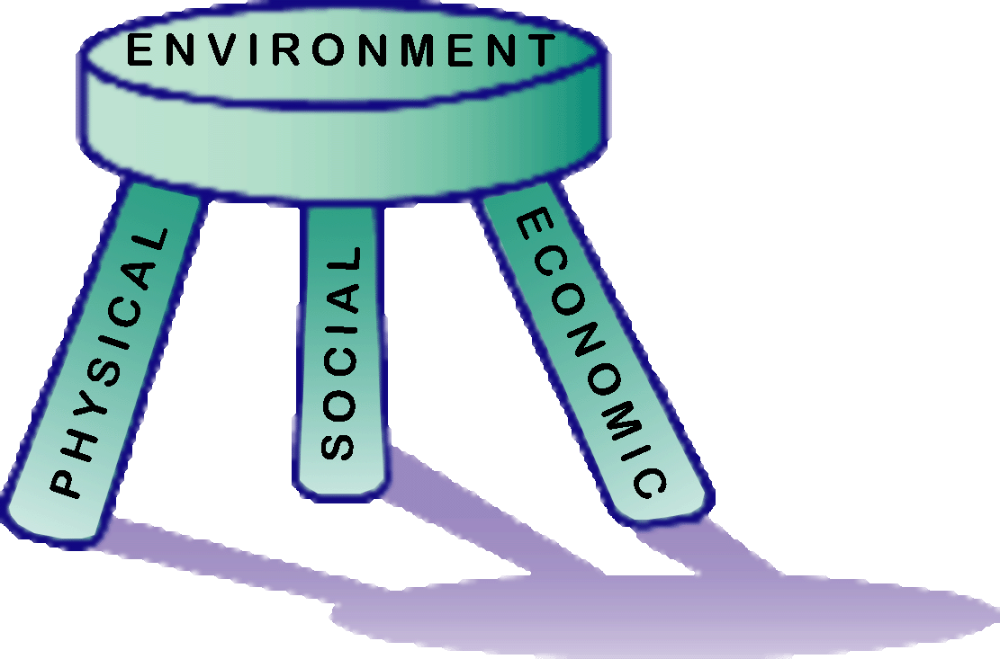 ENVIRONMENT
PHYSICAL
SOCIAL
ECONOMIC